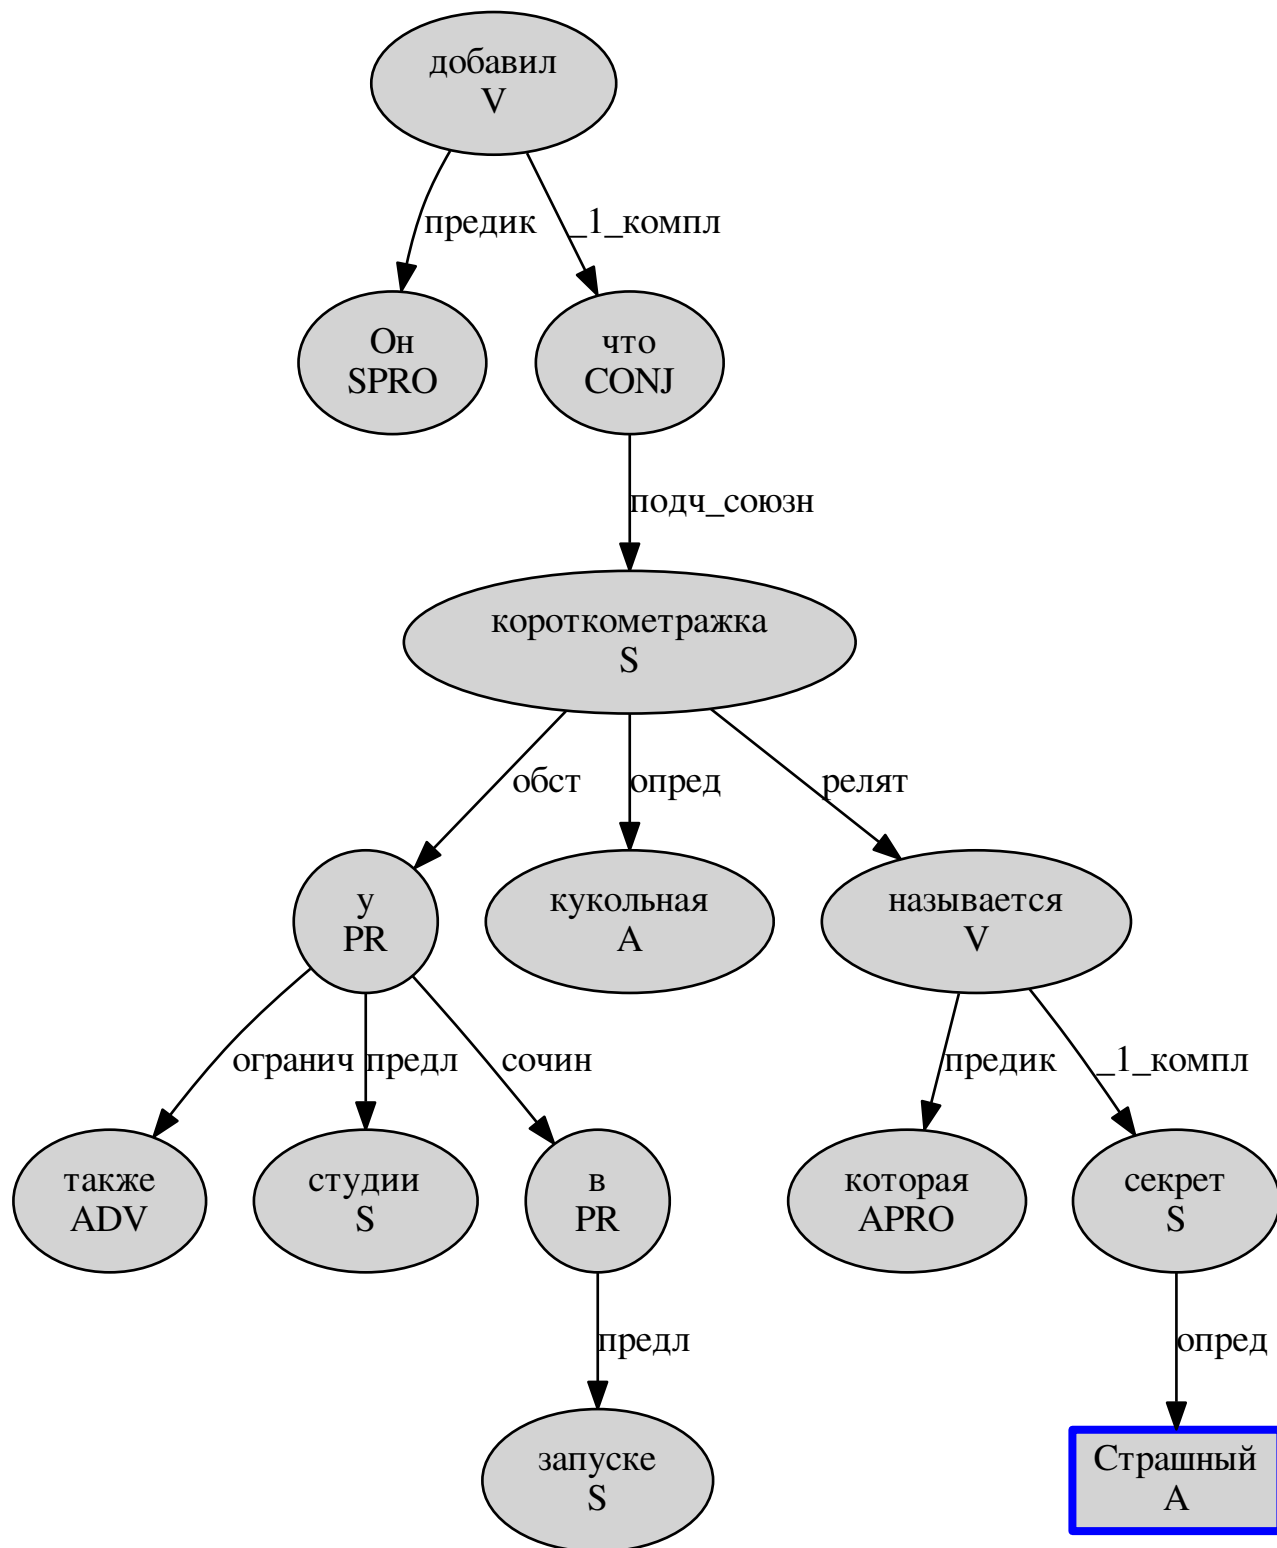 добавил
V
предик
_1_компл
Он
SPRO
что
CONJ
подч_союзн
короткометражка
S
обст
опред
релят
у
PR
кукольная
A
называется
V
огранич
предл
сочин
предик
_1_компл
также
ADV
студии
S
в
PR
которая
APRO
секрет
S
предл
опред
запуске
S
Страшный
A